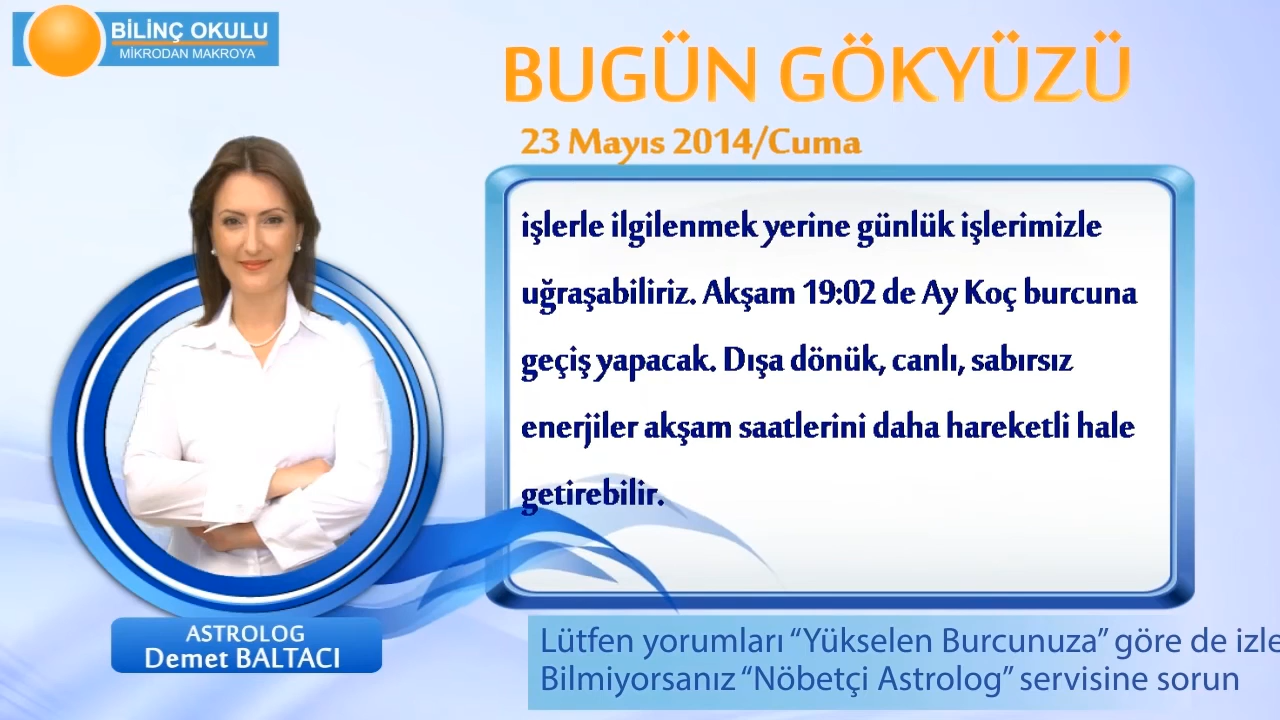 BİLİNÇ OKULU
MİKRODAN MAKROYA
BUGÜN GÖKYÜZÜ
23 Mayıs 2014/Cuma
işlerle ilgilenmek yerine günlük işlerimizle
uğraşabiliriz. Akşam 19:02 de Ay Koç burcuna
geçiş yapacak. Dışa dönük, canlı, sabırsız
enerjiler akşam saatlerini daha hareketli hale
getirebilir.
ASTROLOG
Demet BALTACI
Lütfen yorumları “Yükselen Burcunuza” göre de izle
Bilmiyorsanız “Nöbetçi Astrolog” servisine sorun